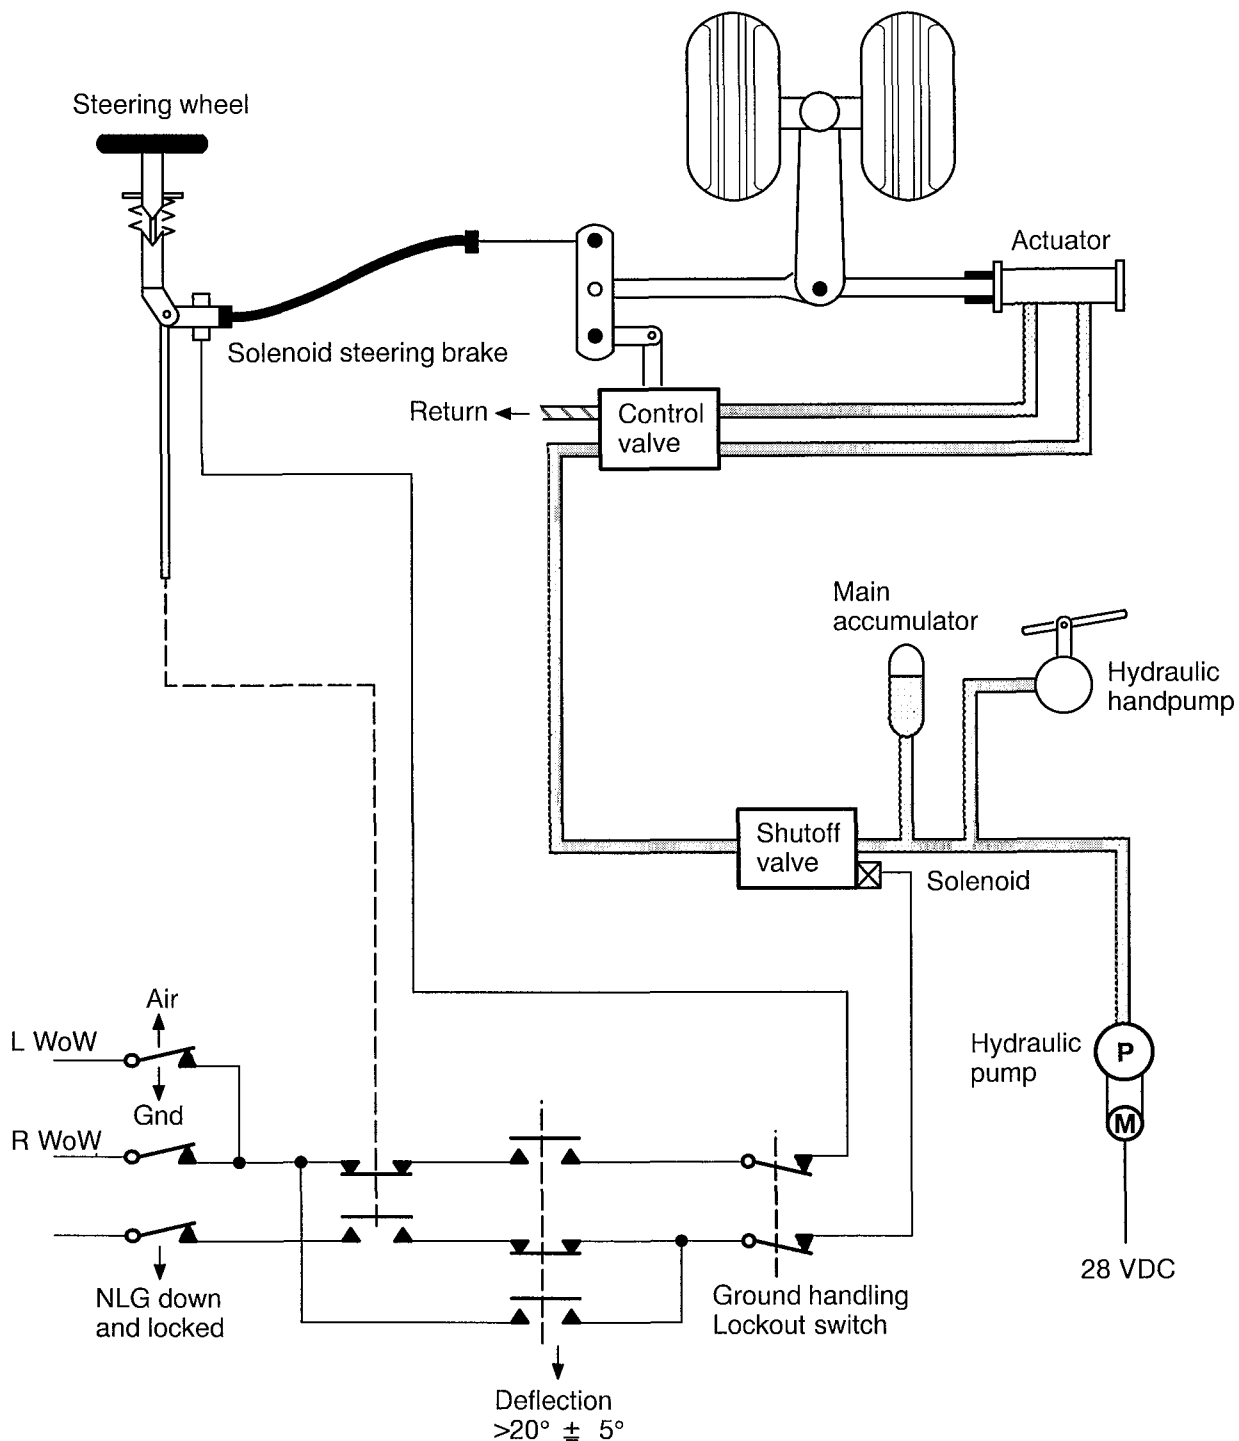 Steering wheel
Actuator
Solenoid steering brake
Return
Control
valve
Main
accumulator
Hydraulic
handpump
Shutoff
valve
Solenoid
Air
L WoW
Gnd
R WoW
Hydraulic
pump
P
M
28 VDC
NLG down
and locked
Ground handling
Lockout switch
Deflection
>20° ± 5°